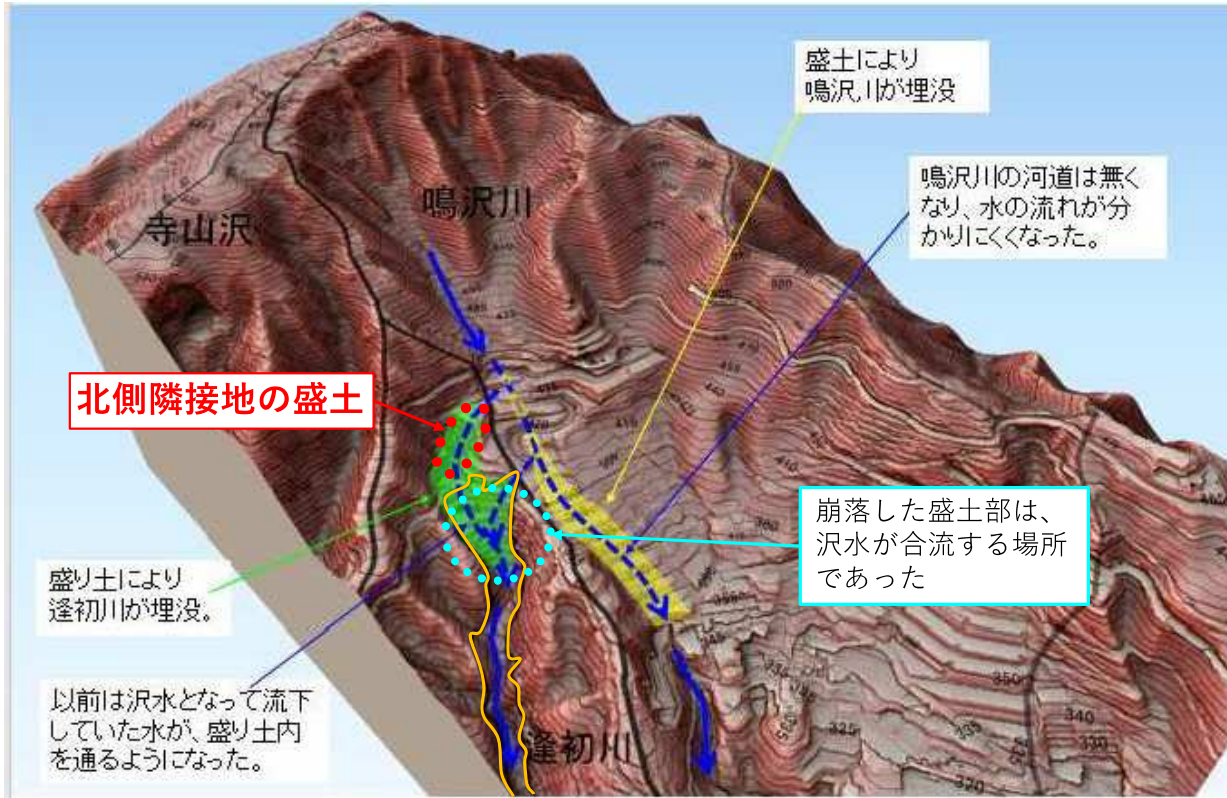 盛土により
鳴沢川が埋没
鳴沢川の河道は無く
なり、水の流れが分
かりにくくなった。
鳴沢川
寺山沢
北側隣接地の盛土
崩落した盛土部は、
沢水が合流する場所
であった
盛り土により
逢初川が埋没。
以前は沢水となって流下
していた水が、盛り土内
を通るようになった。
逢初川
350
340
330
335
335
320